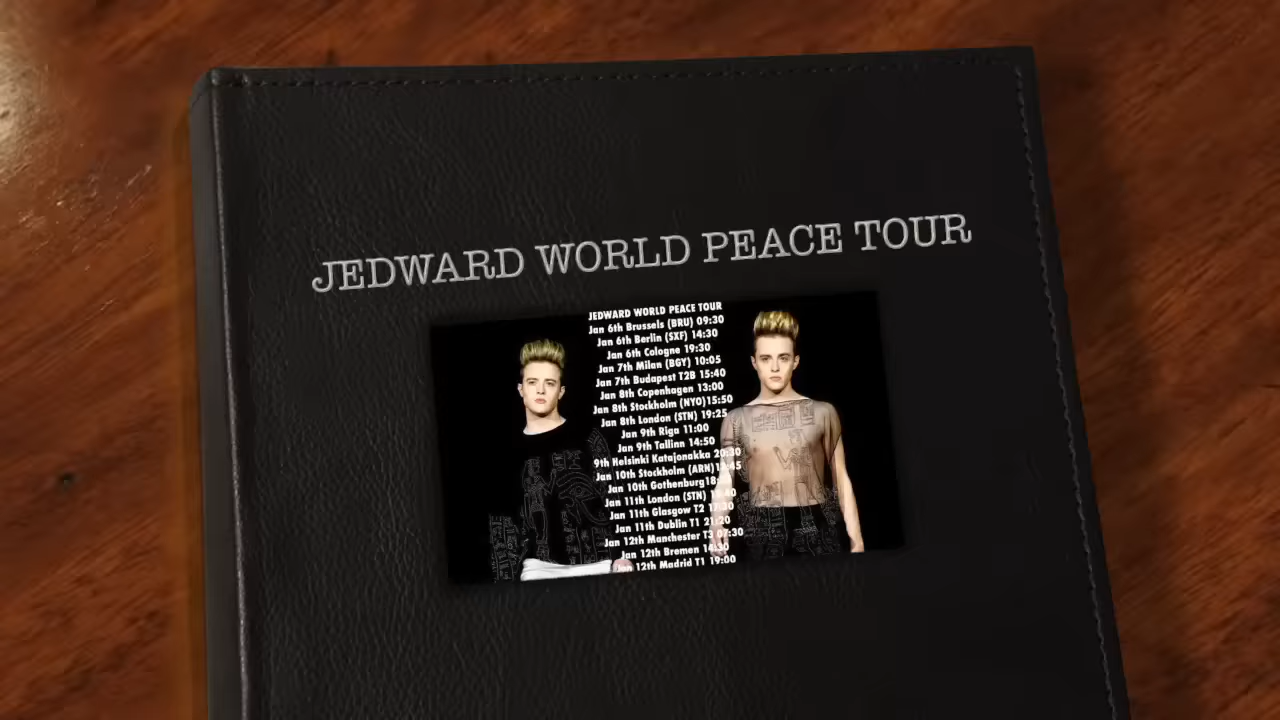 JEDWARD WORLD PEACE TOUR
JEDWARD WORLD PEACE TOUR
Jan 6th Brussels (BRU) 09:30
Jan 6th Berlin (SXF) 14:30
Jan 6th Cologne 19:30
Jan 7th Milan (BGY) 10:05
Jan 7th Budapest T2B 15:40
Jan 8th Copenhagen 13:00
Jan 8th Stockholm (NYO)15:50
Jan 8th London (STN) 19:25
Jan 9th Riga 11:00
Jan 9th Tallinn 14:50
9th Helsinki Katajonakka 20:30
Jan 10th Stockholm (ARN)
Jan 10th Gothenburg
Jan 11th London (STN)
Jan 11th Glasgow T2 17:30
Jan 11th Dublin T1 21:20
Jan 12th Manchester T3 07:30
Jan 12th Bremen 14:30
Jan 12th Madrid T1 19:00